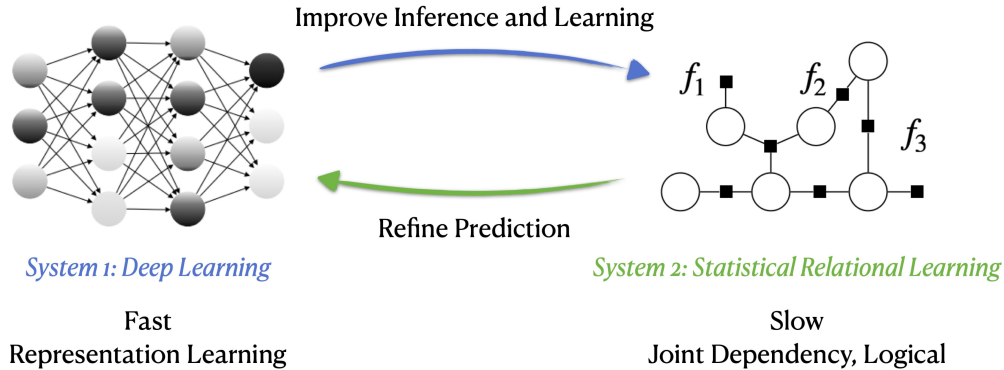 Improve Inference and Learning
f1
f2
f3
Refine Prediction
System 1: Deep Learning
System 2: Statistical Relational Learning
Fast
Representation Learning
Slow
Joint Dependency, Logical